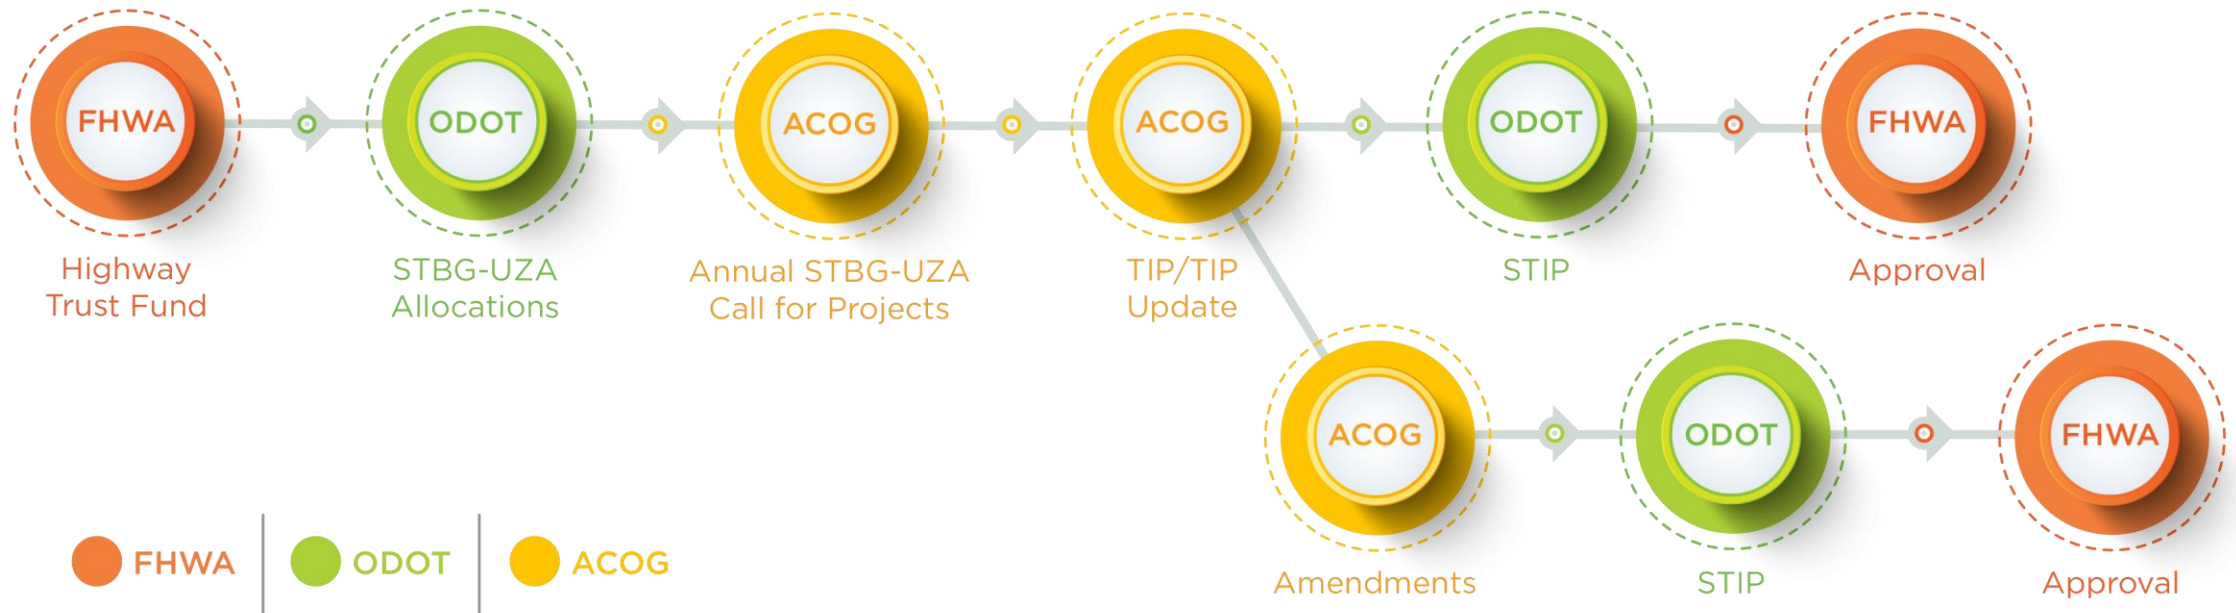 FHWA
Highway
Trust Fund
ODOT
STBG-UZA
Allocations
ACOG
Annual STBG-UZA
Call for Projects
ACOG
TIP/TIP
Update
ODOT
STIP
FHWA
Approval
ACOG
Amendments
ODOT
STIP
FHWA
Approval
FHWA
ODOT
ACOG